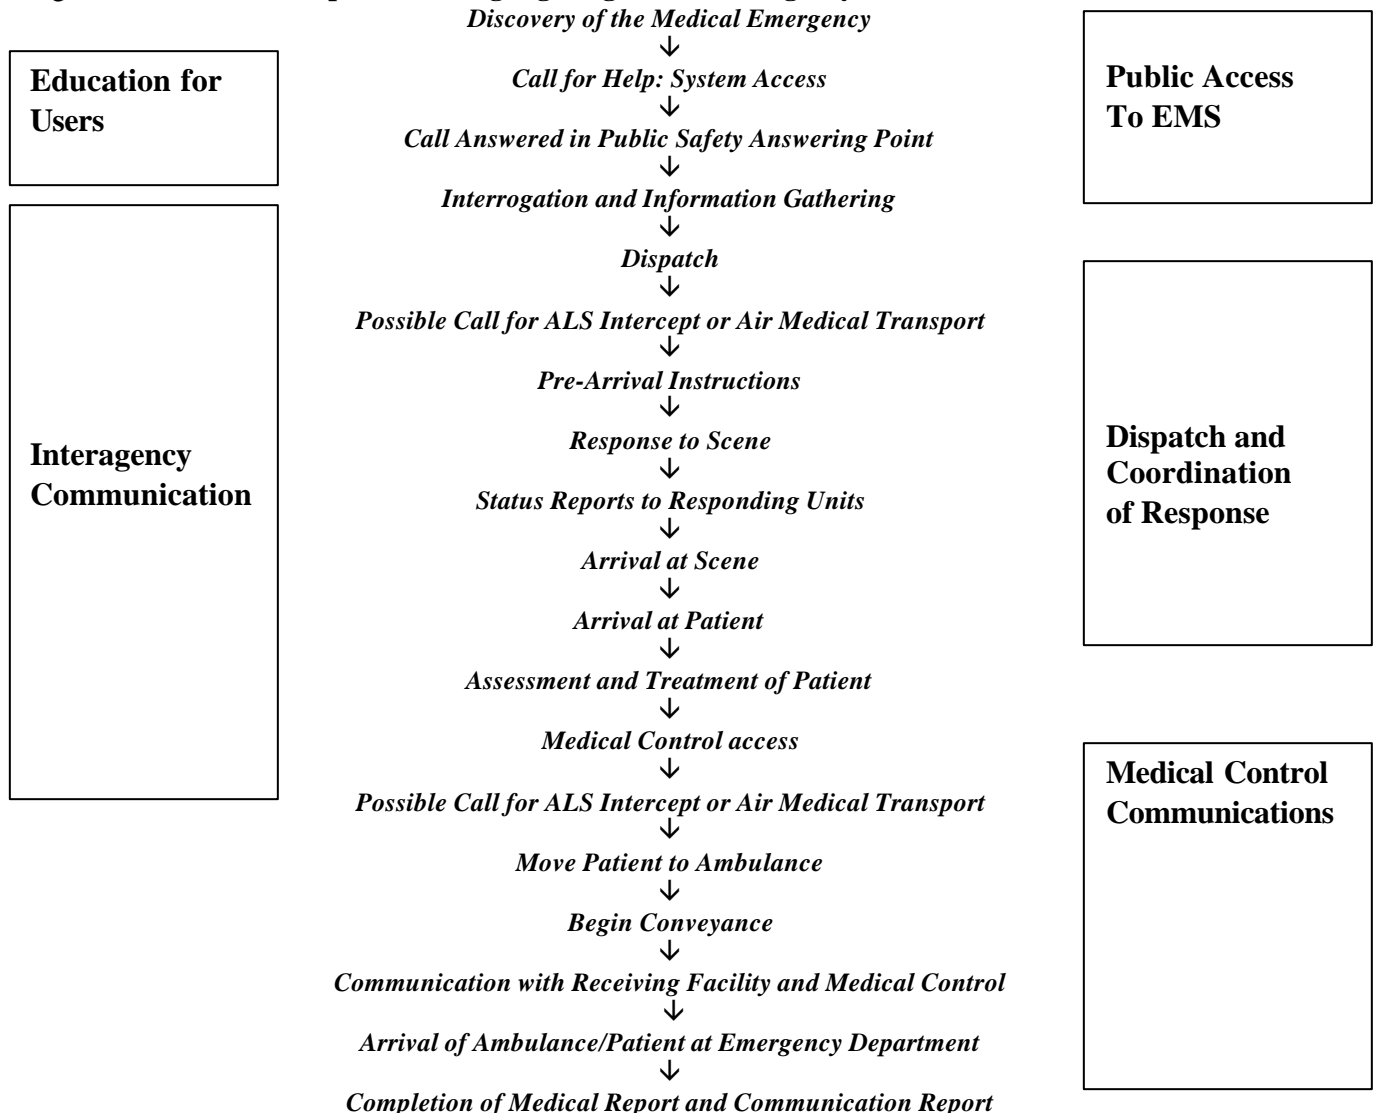 Discovery of the Medical Emergency
Education for
Users
Public Access
To EMS
Call for Help: System Access
Call Answered in Public Safety Answering Point
Interrogation and Information Gathering
Dispatch
Possible Call for ALS Intercept or Air Medical Transport
Pre-Arrival Instructions
Response to Scene
Interagency
Communication
Dispatch and
Coordination
of Response
Status Reports to Responding Units
Arrival at Scene
Arrival at Patient
Assessment and Treatment of Patient
Medical Control access
Medical Control
Communications
Possible Call for ALS Intercept or Air Medical Transport
Move Patient to Ambulance
Begin Conveyance
Communication with Receiving Facility and Medical Control
Arrival of Ambulance/Patient at Emergency Department
Completion of Medical Report and Communication Report